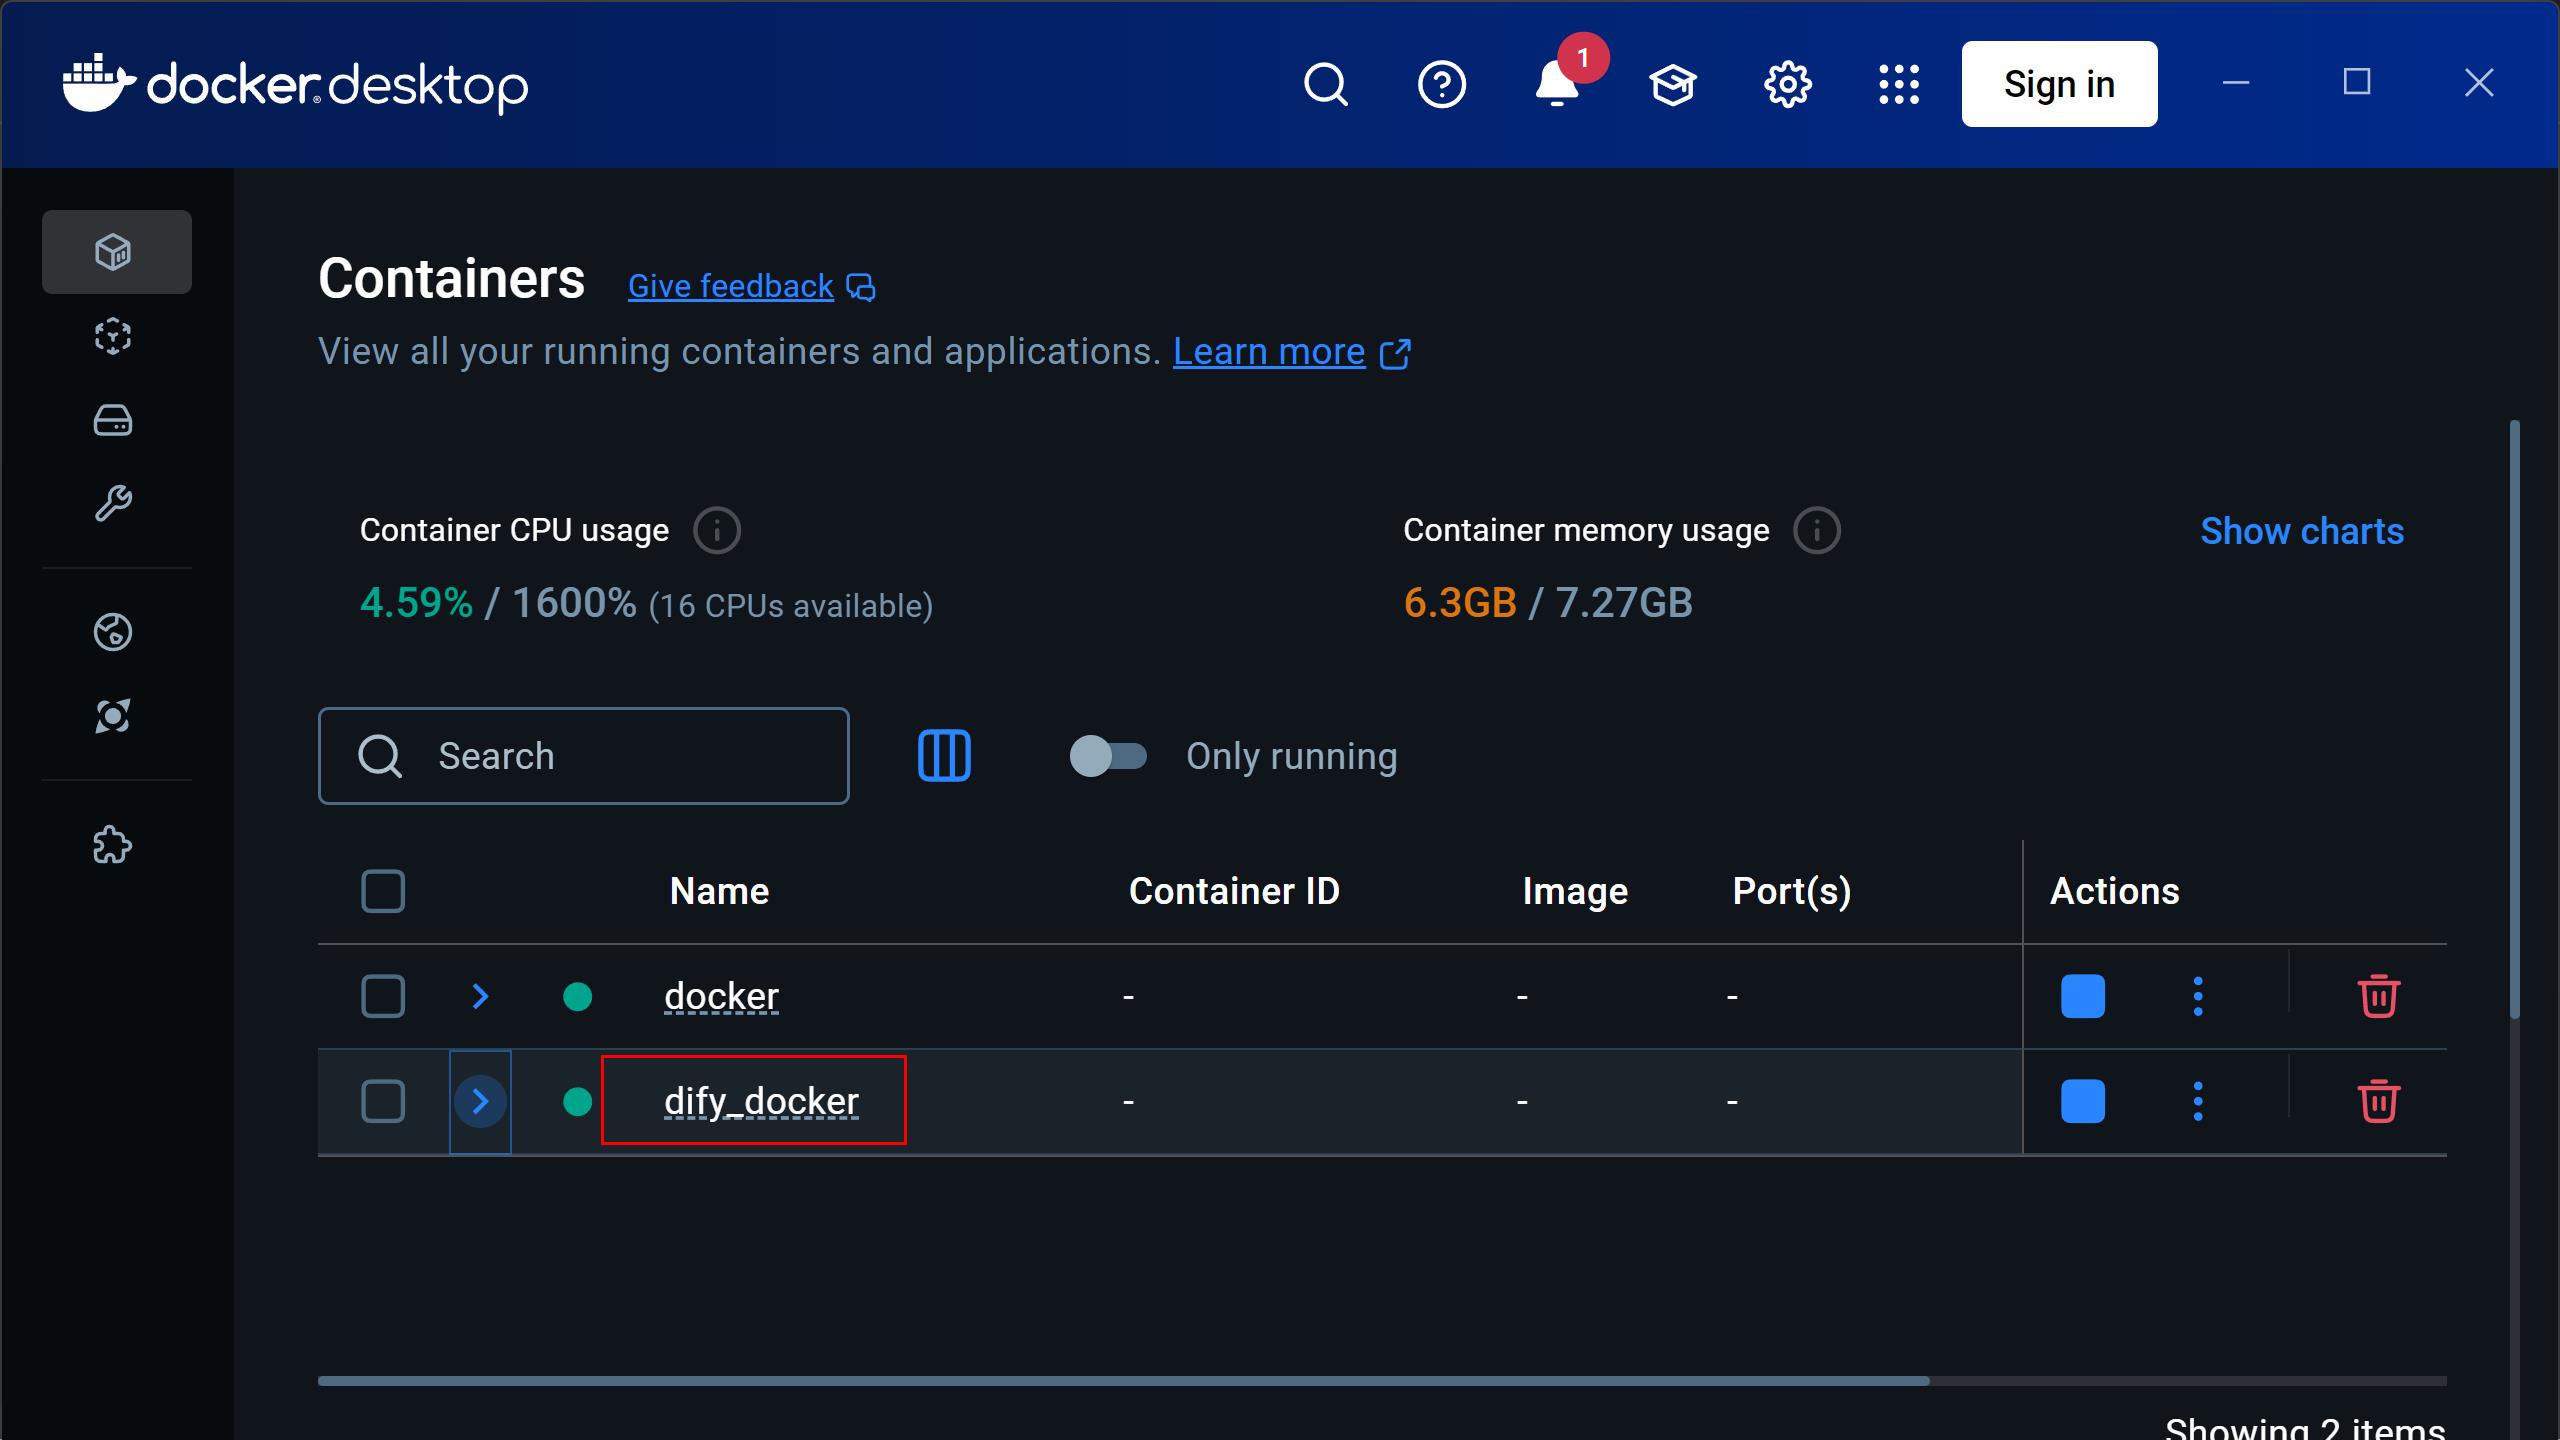 docker desktop
1
Sign in
Containers Give feedback
View all your running containers and applications. Learn more
Container CPU usage
4.59% / 1600% (16 CPUs available)
Container memory usage
6.3GB / 7.27GB
Show charts
Search
Only running
Name Container ID Image Port(s) Actions
docker - - -
dify_docker - - -
Showing 2 items